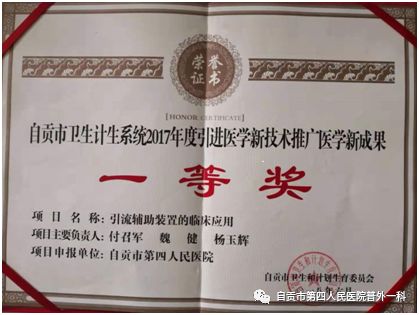 荣誉
证书
[HONOR CERTIFICATE]
自贡市卫生计生系统2017年度引进医学新技术推广医学新成果
一等奖
项目名称:引流辅助装置的临床应用
项目主要负责人:付召军 魏健 杨玉辉
项目申报单位:自贡市第四人民医院
自贡市卫生和计划生育委员会
自贡市第四人民医院普外一科